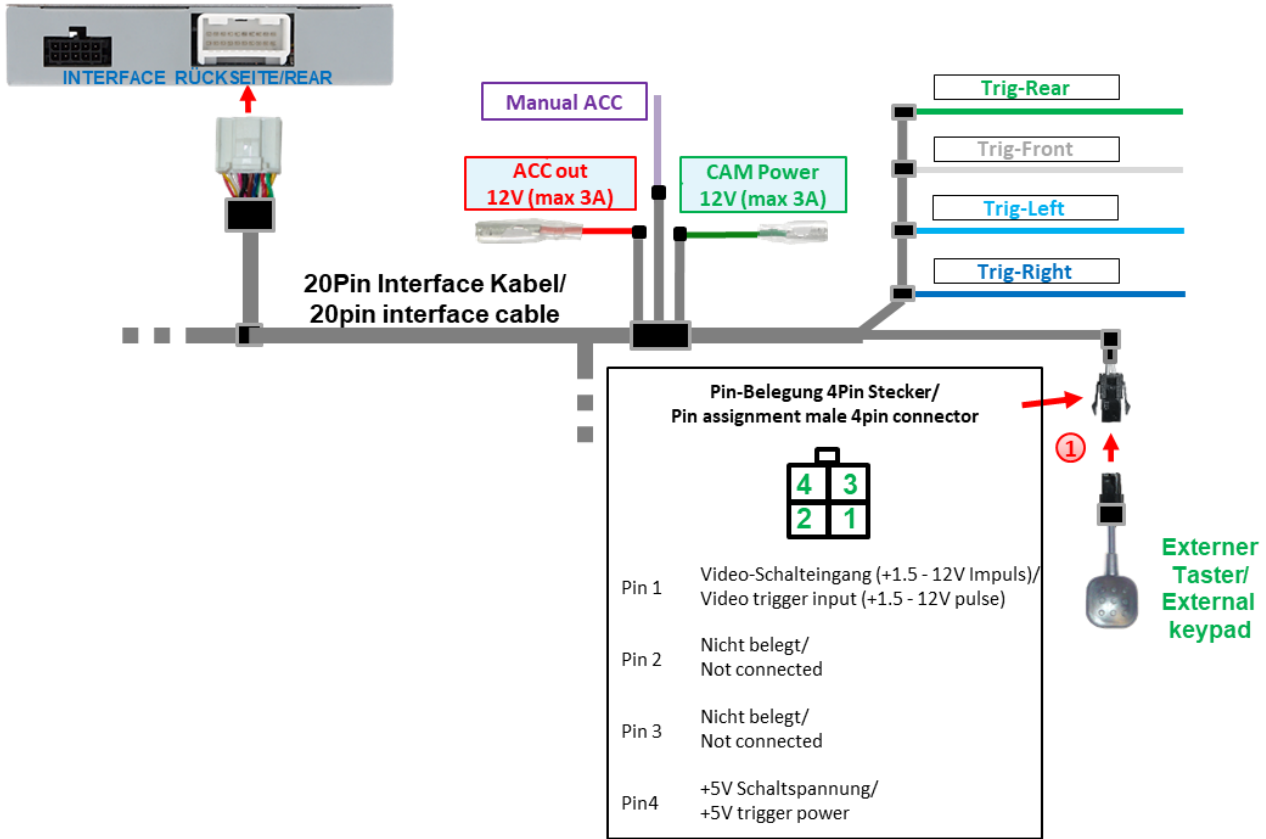 INTERFACE RÜCKSEITE/REAR
Manual ACC
ACC out
12V (max 3A)
CAM Power
12V (max 3A)
Trig-Rear
Trig-Front
Trig-Left
Trig-Right
20Pin Interface Kabel/
20pin interface cable
Pin-Belegung 4Pin Stecker/
Pin assignment male 4pin connector
4 3
2 1
Pin 1
Video-Schalteingang (+1.5 - 12V Impuls)/
Video trigger input (+1.5 - 12V pulse)
Pin 2
Nicht belegt/
Not connected
Pin 3
Nicht belegt/
Not connected
Pin4
+5V Schaltspannung/
+5V trigger power
1
Externer
Taster/
External
keypad